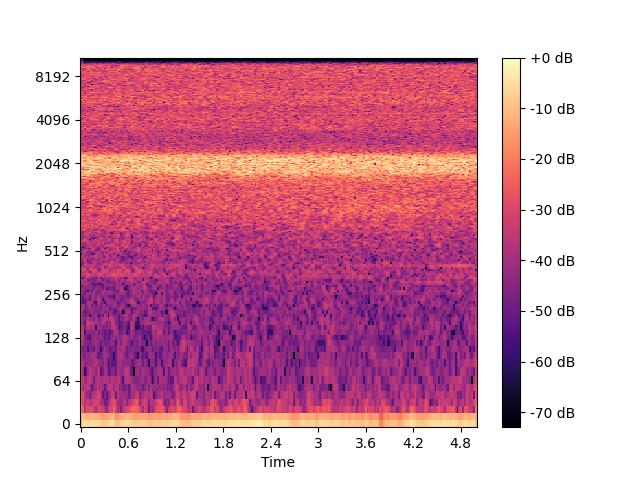 8192
4096
2048
1024
512
256
128
64
0
Hz
0 0.6 1.2 1.8 2.4 3 3.6 4.2 4.8
Time
+0 dB
-10 dB
-20 dB
-30 dB
-40 dB
-50 dB
-60 dB
-70 dB